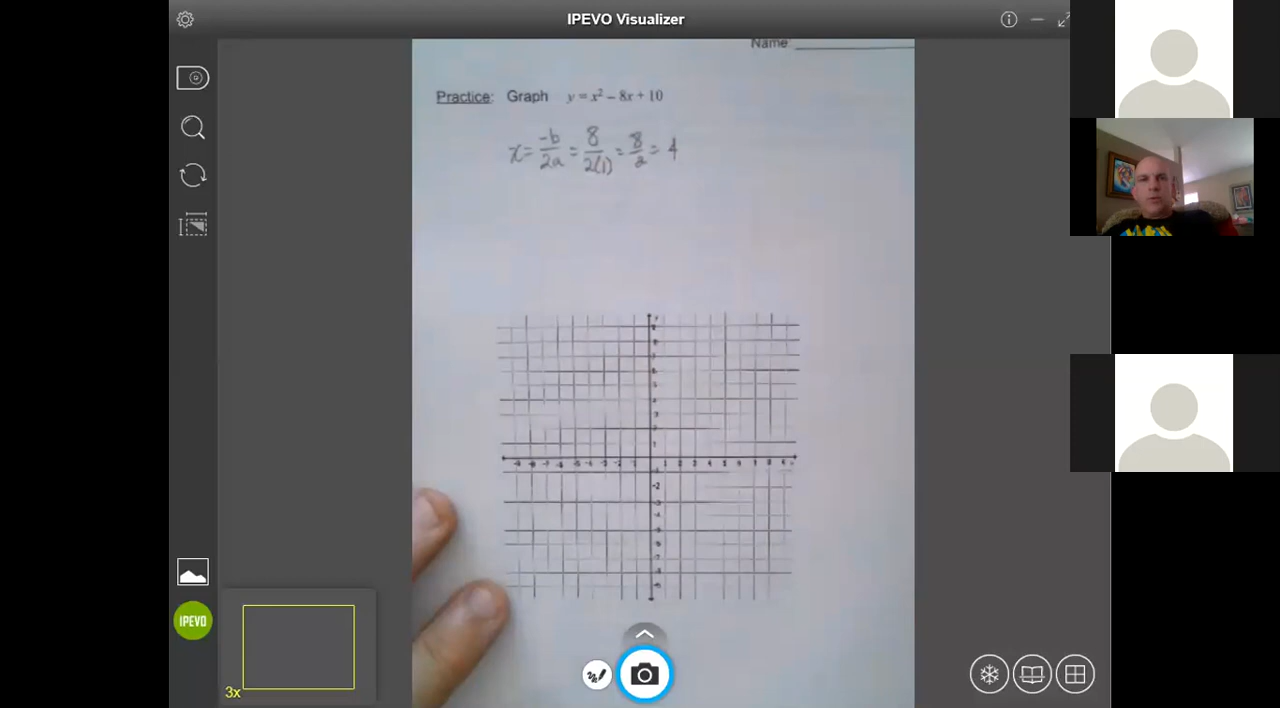 IPEVO Visualizer
Name:
Practice: Graph y = x² – 8x + 10
x = -b/2a = 8/2(1) = 8/2 = 4
IPEVO
3x